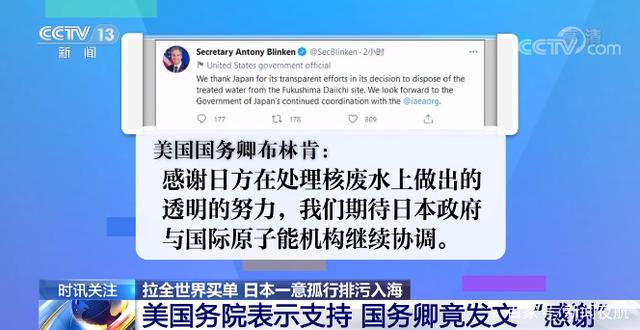 CCTV 13
新闻
高清
CCTV.com
Secretary Antony Blinken @SecBlinken · 2小时
United States government official
We thank Japan for its transparent efforts in its decision to dispose of the
treated water from the Fukushima Daiichi site. We look forward to the
Government of Japan's continued coordination with the @iaeaorg.
177 178 809
美国国务卿布林肯：
感谢日方在处理核废水上做出的
透明的努力，我们期待日本政府
与国际原子能机构继续协调。
时讯关注 拉全世界买单 日本一意孤行排污入海
美国务院表示支持 国务卿竟发文“感谢”